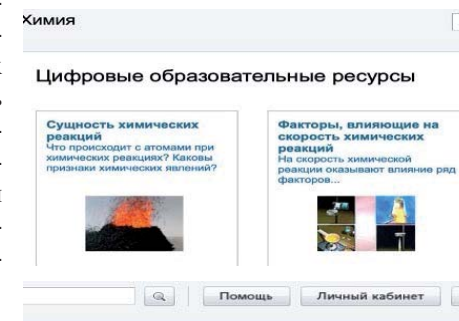 Химия
Цифровые образовательные ресурсы
Сущность химических
реакций
Что происходит с атомами при
химических реакциях? Каковы
признаки химических явлений?
Факторы, влияющие на
скорость химических
реакций
На скорость химической
реакции оказывают влияние ряд
факторов...
Помощь
Личный кабинет